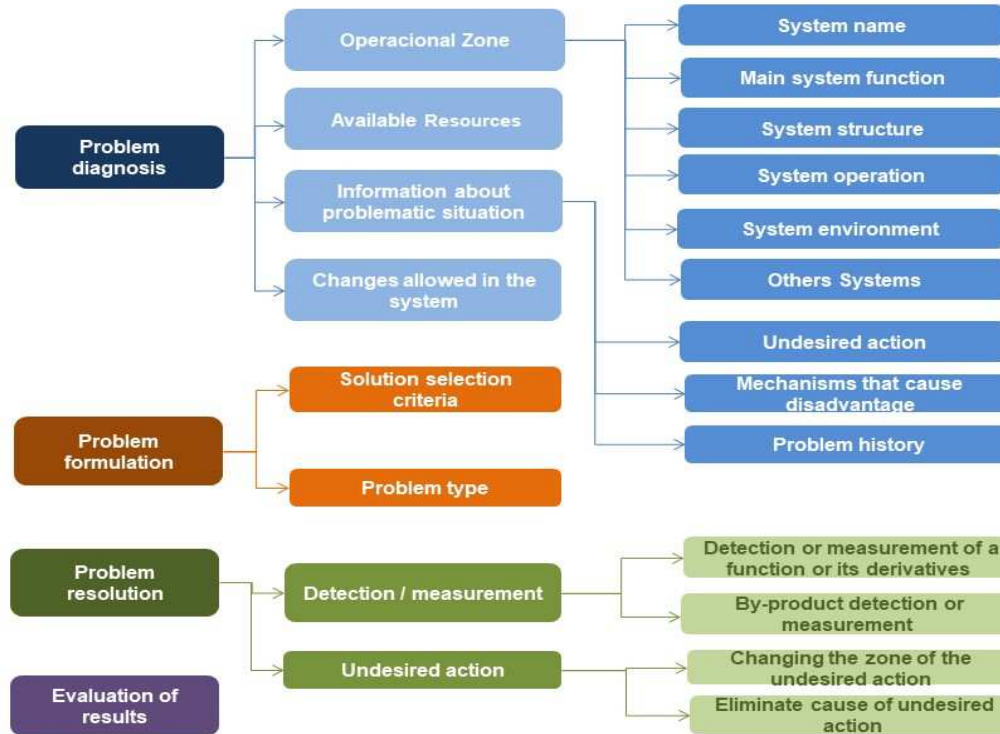 Problem
diagnosis
Operacional Zone
Available Resources
Information about
problematic situation
Changes allowed in the
system
System name
Main system function
System structure
System operation
System environment
Others Systems
Undesired action
Mechanisms that cause
disadvantage
Problem history
Problem
formulation
Solution selection
criteria
Problem type
Problem
resolution
Detection / measurement
Undesired action
Detection or measurement of a
function or its derivatives
By-product detection or
measurement
Changing the zone of the
undesired action
Eliminate cause of undesired
action
Evaluation of
results